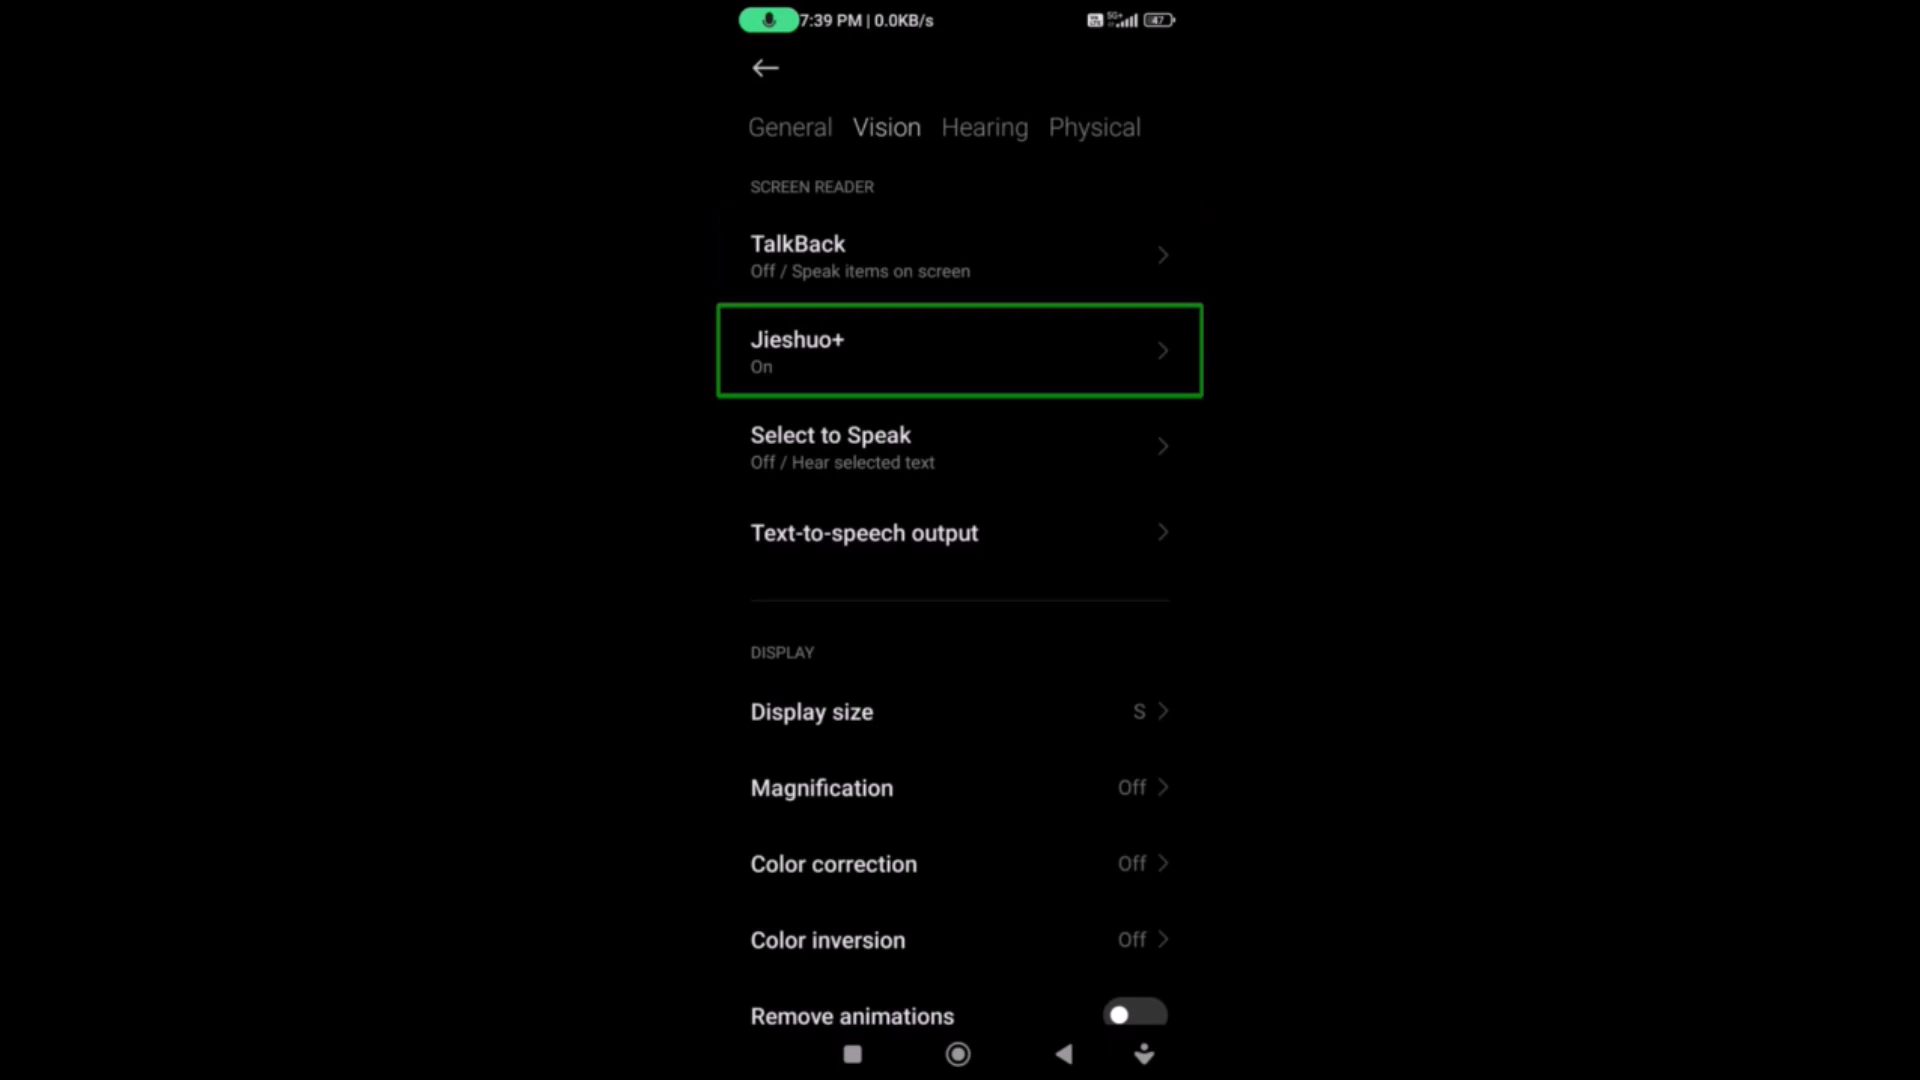 7:39 PM | 0.0KB/s 5G+ 47
General Vision Hearing Physical
SCREEN READER
TalkBack
Off / Speak items on screen
Jieshuo+
On
Select to Speak
Off / Hear selected text
Text-to-speech output
DISPLAY
Display size S
Magnification Off
Color correction Off
Color inversion Off
Remove animations